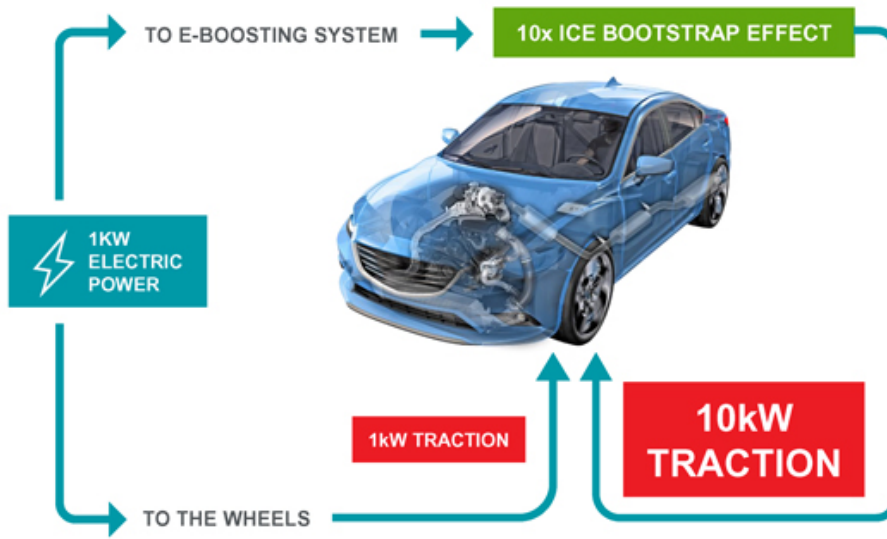 TO E-BOOSTING SYSTEM
10x ICE BOOTSTRAP EFFECT
1KW
ELECTRIC
POWER
1kW TRACTION
10kW
TRACTION
TO THE WHEELS